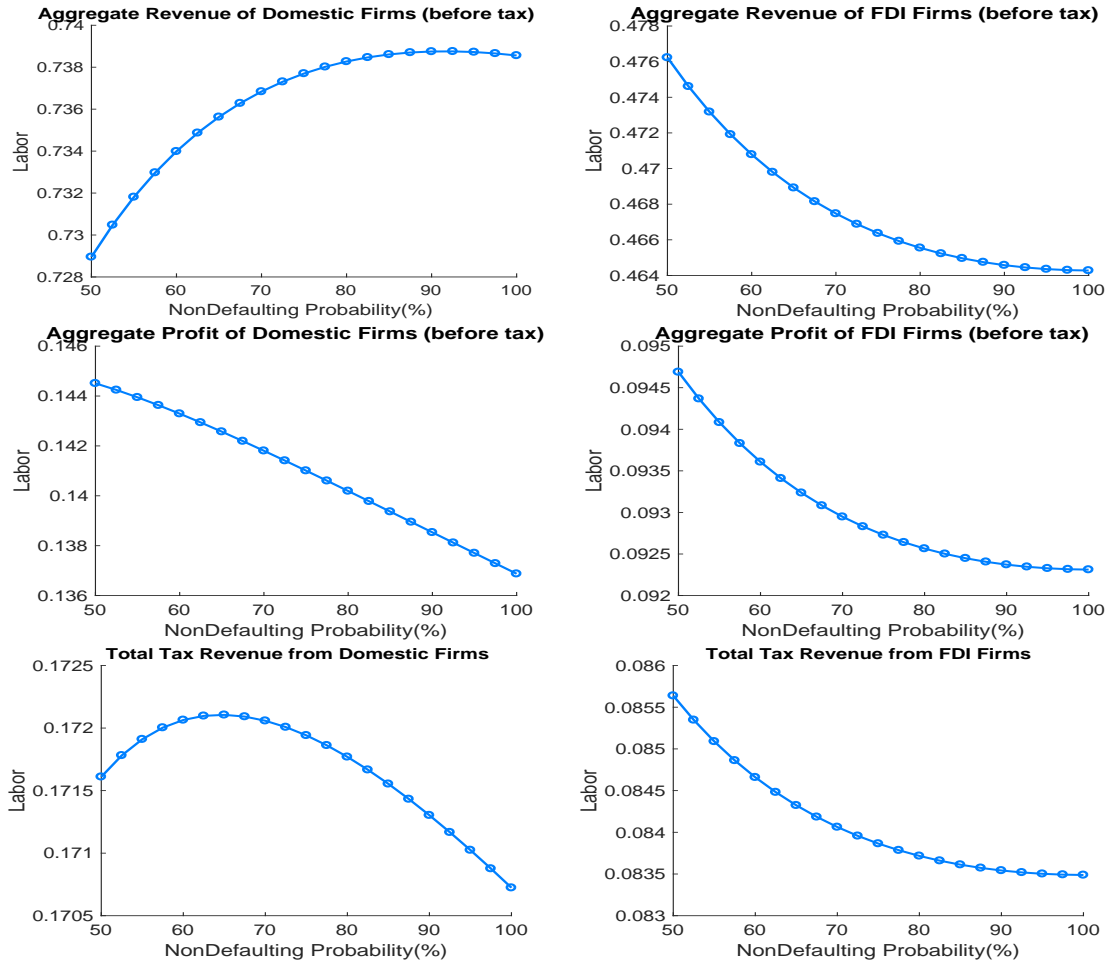 Aggregate Revenue of Domestic Firms (before tax)
0.74
0.738
0.736
0.734
0.732
0.73
0.728
Labor
50 60 70 80 90 100
NonDefaulting Probability(%)
Aggregate Revenue of FDI Firms (before tax)
0.478
0.476
0.474
0.472
0.47
0.468
0.466
0.464
Labor
50 60 70 80 90 100
NonDefaulting Probability(%)
Aggregate Profit of Domestic Firms (before tax)
0.146
0.144
0.142
0.14
0.138
0.136
Labor
50 60 70 80 90 100
NonDefaulting Probability(%)
Aggregate Profit of FDI Firms (before tax)
0.095
0.0945
0.094
0.0935
0.093
0.0925
0.092
Labor
50 60 70 80 90 100
NonDefaulting Probability(%)
Total Tax Revenue from Domestic Firms
0.1725
0.172
0.1715
0.171
0.1705
Labor
50 60 70 80 90 100
NonDefaulting Probability(%)
Total Tax Revenue from FDI Firms
0.086
0.0855
0.085
0.0845
0.084
0.0835
0.083
Labor
50 60 70 80 90 100
NonDefaulting Probability(%)